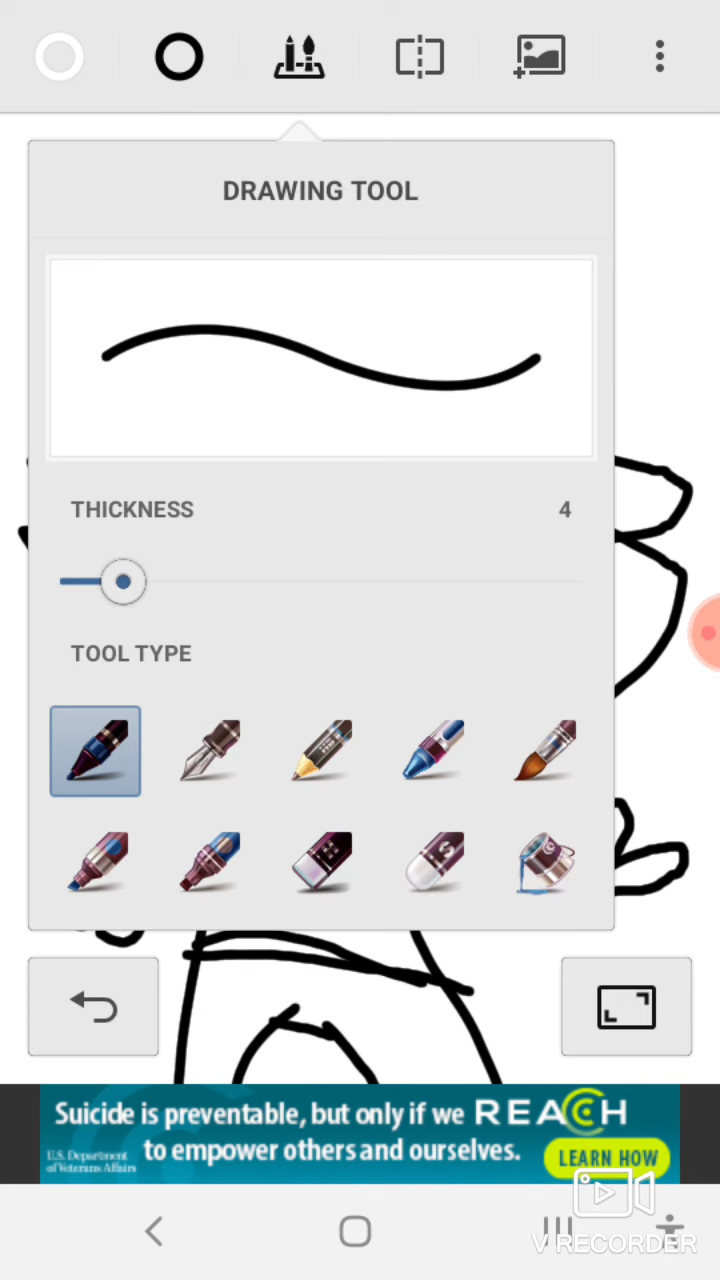 DRAWING TOOL
THICKNESS 4
TOOL TYPE
Suicide is preventable, but only if we REACH
U.S. Department
of Veterans Affairs
to empower others and ourselves.
LEARN HOW
V RECORDER